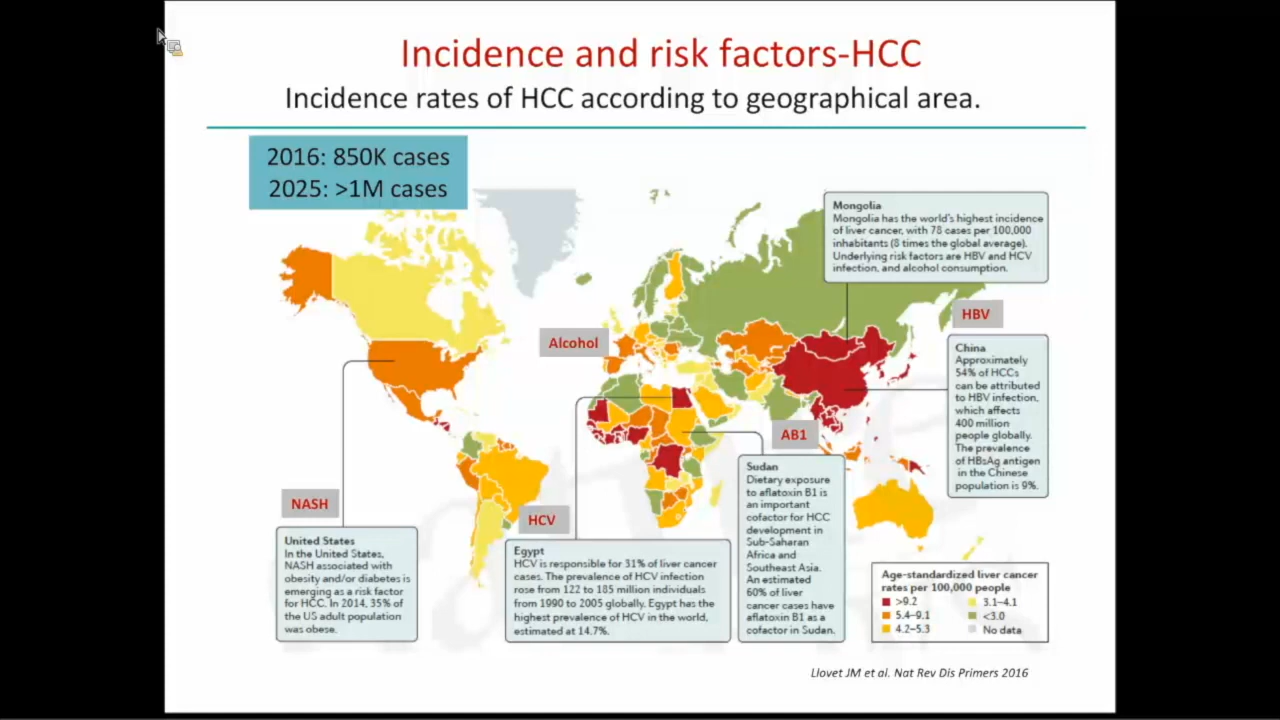 Incidence and risk factors-HCC
Incidence rates of HCC according to geographical area.
2016: 850K cases
2025: >1M cases
Mongolia
Mongolia has the world's highest incidence
of liver cancer, with 78 cases per 100,000
inhabitants (8 times the global average).
Underlying risk factors are HBV and HCV
infection, and alcohol consumption.
HBV
Alcohol
China
Approximately
54% of HCCs
can be attributed
to HBV infection,
which affects
400 million
people globally.
The prevalence
of HBsAg antigen
in the Chinese
population is 9%.
AB1
Sudan
Dietary exposure
to aflatoxin B1 is
an important
cofactor for HCC
development in
Sub-Saharan
Africa and
Southeast Asia.
An estimated
60% of liver
cancer cases have
aflatoxin B1 as a
cofactor in Sudan.
NASH
United States
In the United States,
NASH associated with
obesity and/or diabetes is
emerging as a risk factor
for HCC. In 2014, 35% of
the US adult population
was obese.
HCV
Egypt
HCV is responsible for 31% of liver cancer
cases. The prevalence of HCV infection
rose from 122 to 185 million individuals
from 1990 to 2005 globally. Egypt has the
highest prevalence of HCV in the world,
estimated at 14.7%.
Age-standardized liver cancer
rates per 100,000 people
>9.2
5.4–9.1
4.2–5.3
3.1–4.1
<3.0
No data
Llovet JM et al. Nat Rev Dis Primers 2016